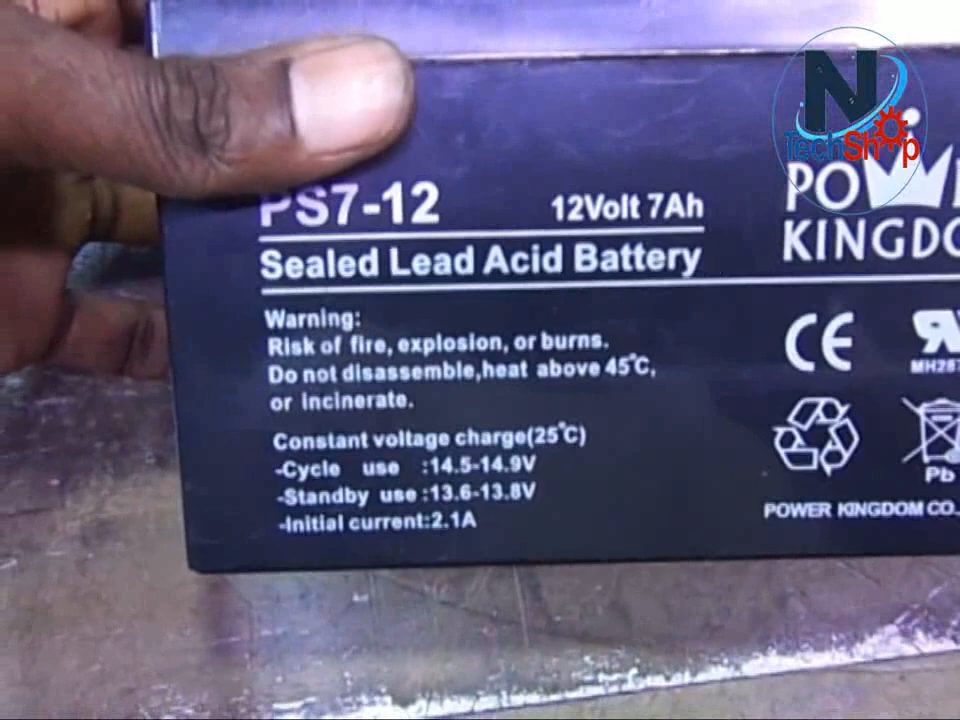 N
TechShop
PS7-12
12Volt 7Ah
Sealed Lead Acid Battery
Warning:
Risk of fire, explosion, or burns.
Do not disassemble,heat above 45°C,
or incinerate.
Constant voltage charge(25°C)
-Cycle use :14.5-14.9V
-Standby use:13.6-13.8V
-Initial current:2.1A
CE
Pb
POWER KINGDOM CO.,